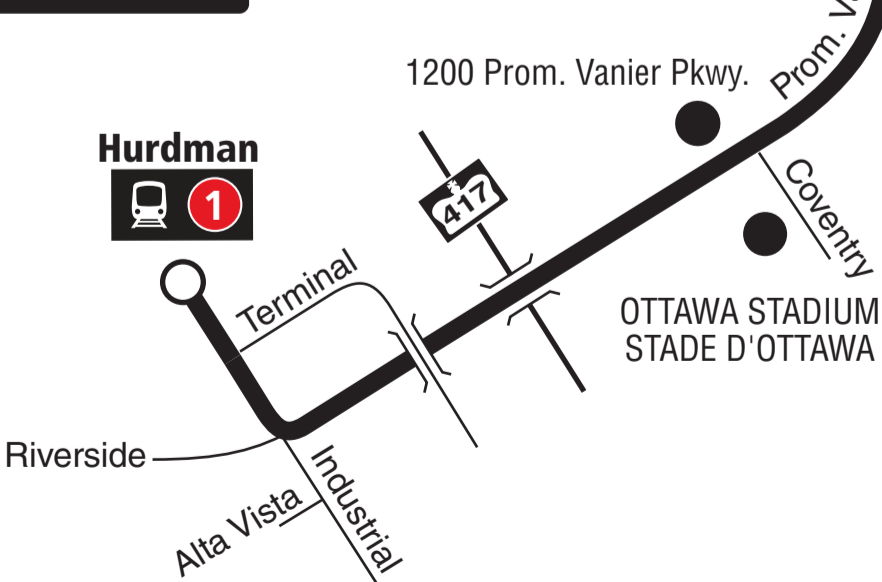 Prom. V
1200 Prom. Vanier Pkwy.
Hurdman
1
417
Coventry
Terminal
OTTAWA STADIUM
STADE D'OTTAWA
Riverside
Industrial
Alta Vista